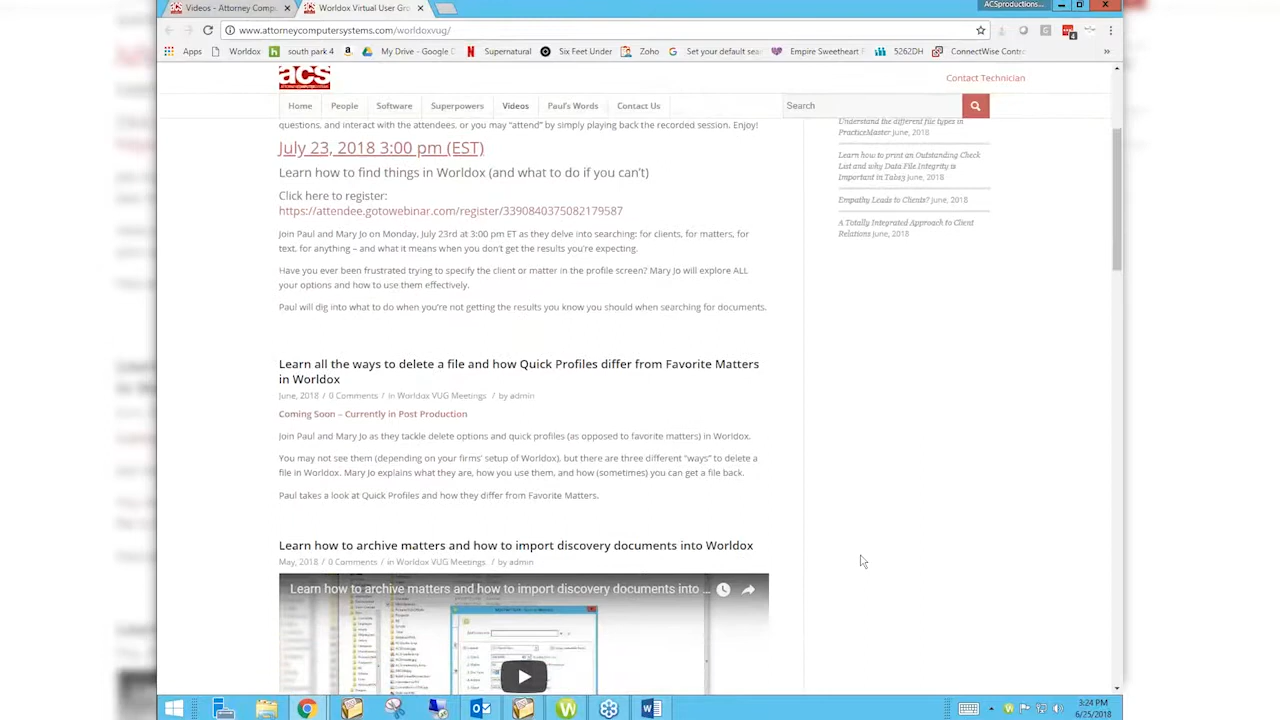 Videos - Attorney Comp
Worldox Virtual User Gro
ACSproductions...
www.attorneycomputersystems.com/worldoxvug/
Apps
Worldox
south park 4
My Drive - Google D
Supernatural
Six Feet Under
Zoho
Set your default sea
Empire Sweetheart F
5262DH
ConnectWise Contr
acs
Contact Technician
Home
People
Software
Superpowers
Videos
Paul's Words
Contact Us
Search
questions, and interact with the attendees, or you may "attend" by simply playing back the recorded session. Enjoy!
July 23, 2018 3:00 pm (EST)
Learn how to find things in Worldox (and what to do if you can't)
Click here to register:
https://attendee.gotowebinar.com/register/3390840375082179587
Join Paul and Mary Jo on Monday, July 23rd at 3:00 pm ET as they delve into searching: for clients, for matters, for
text, for anything – and what it means when you don't get the results you're expecting.
Have you ever been frustrated trying to specify the client or matter in the profile screen? Mary Jo will explore ALL
your options and how to use them effectively.
Paul will dig into what to do when you're not getting the results you know you should when searching for documents.
Understand the different file types in
PracticeMaster June, 2018
Learn how to print an Outstanding Check
List and why Data File Integrity is
Important in Tabs3 June, 2018
Empathy Leads to Clients? June, 2018
A Totally Integrated Approach to Client
Relations June, 2018
Learn all the ways to delete a file and how Quick Profiles differ from Favorite Matters
in Worldox
June, 2018 / 0 Comments / in Worldox VUG Meetings / by admin
Coming Soon – Currently in Post Production
Join Paul and Mary Jo as they tackle delete options and quick profiles (as opposed to favorite matters) in Worldox.
You may not see them (depending on your firms' setup of Worldox), but there are three different "ways" to delete a
file in Worldox. Mary Jo explains what they are, how you use them, and how (sometimes) you can get a file back.
Paul takes a look at Quick Profiles and how they differ from Favorite Matters.
Learn how to archive matters and how to import discovery documents into Worldox
May, 2018 / 0 Comments / in Worldox VUG Meetings / by admin
Learn how to archive matters and how to import discovery documents into ...
3:24 PM
6/25/2018